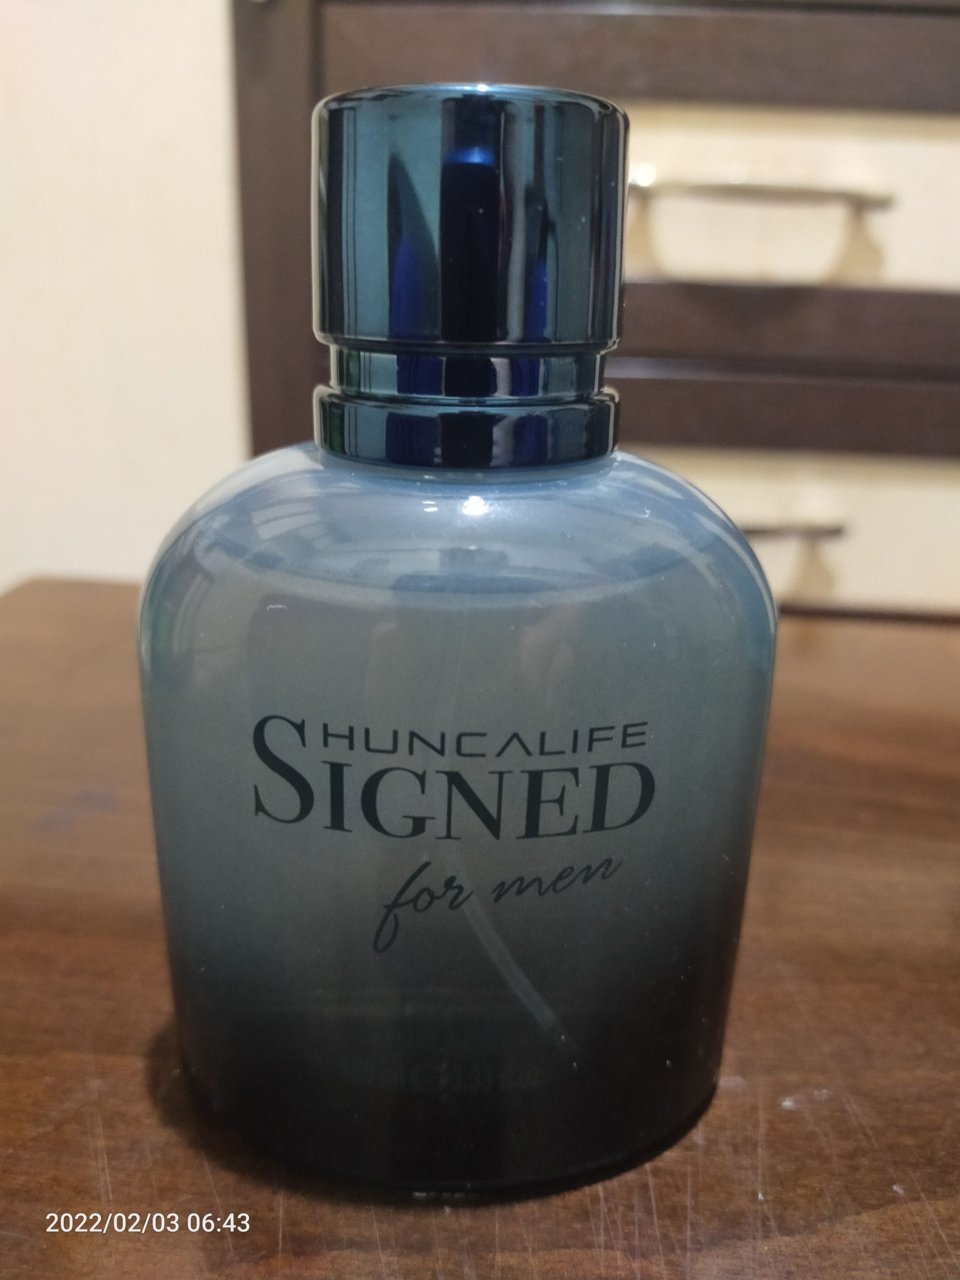 HUNCALIFE
SIGNED
for men
2022/02/03 06:43